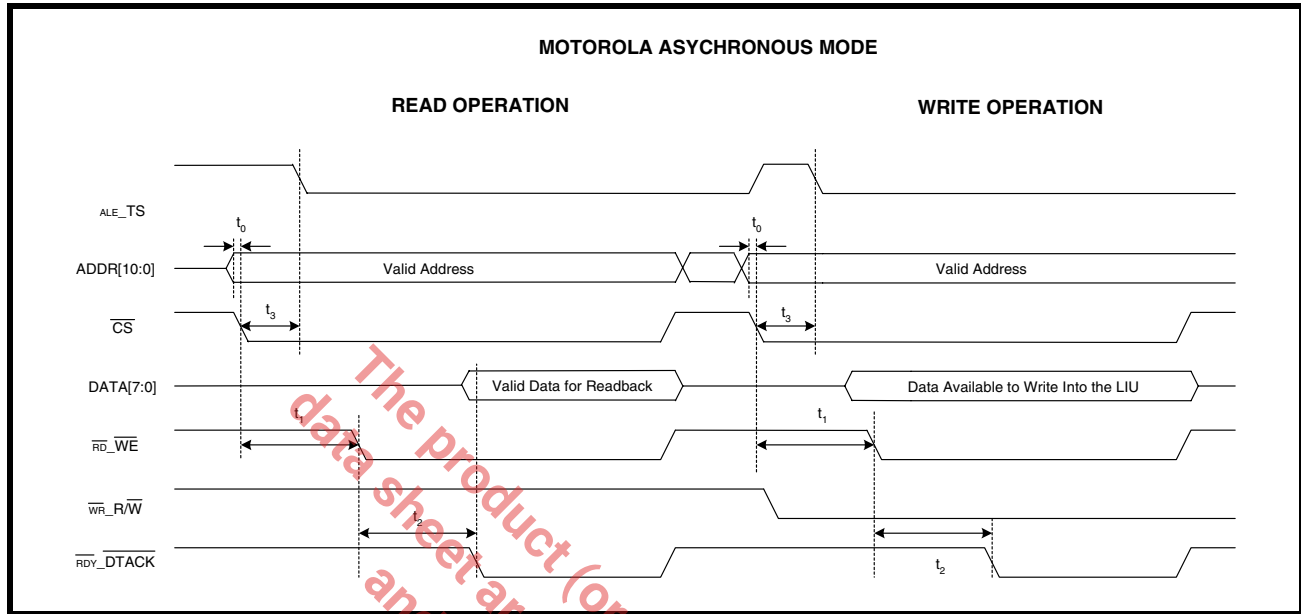 MOTOROLA ASYCHRONOUS MODE
READ OPERATION
WRITE OPERATION
ALE_TS
t0
t0
ADDR[10:0]
Valid Address
Valid Address
CS
t3
t3
DATA[7:0]
Valid Data for Readback
Data Available to Write Into the LIU
t1
t1
RD_WE
WR_R/W
t2
RDY_DTACK
t2
The product (or
data sheet ar
an